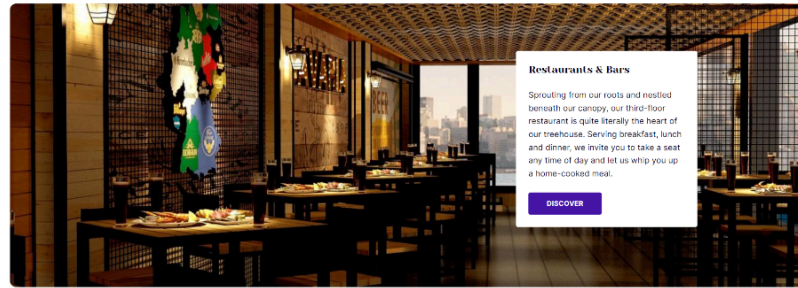 BAVARIA
BEER
Restaurants & Bars
Sprouting from our roots and nestled
beneath our canopy, our third-floor
restaurant is quite literally the heart of
our treehouse. Serving breakfast, lunch
and dinner, we invite you to take a seat
any time of day and let us whip you up
a home-cooked meal.
DISCOVER